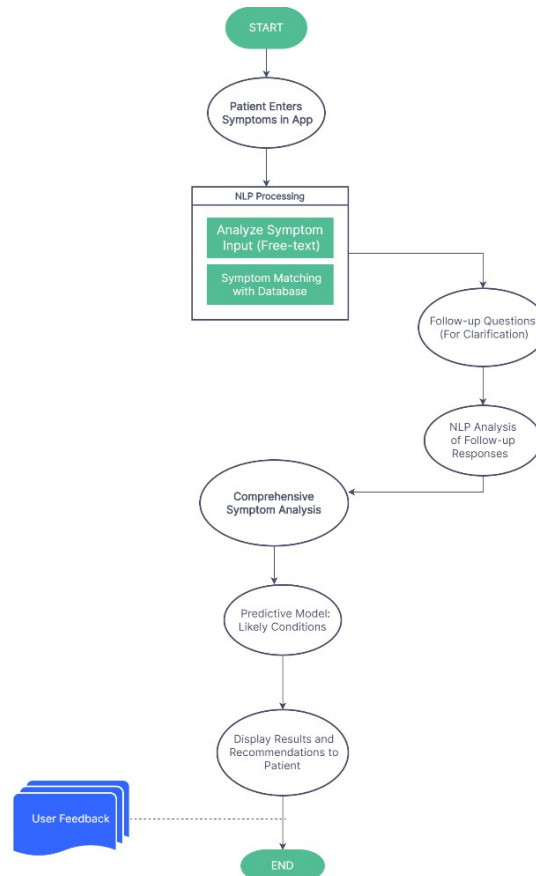 START
Patient Enters
Symptoms in App
NLP Processing
Analyze Symptom
Input (Free-text)
Symptom Matching
with Database
Follow-up Questions
(For Clarification)
NLP Analysis
of Follow-up
Responses
Comprehensive
Symptom Analysis
Predictive Model:
Likely Conditions
Display Results and
Recommendations to
Patient
User Feedback
END